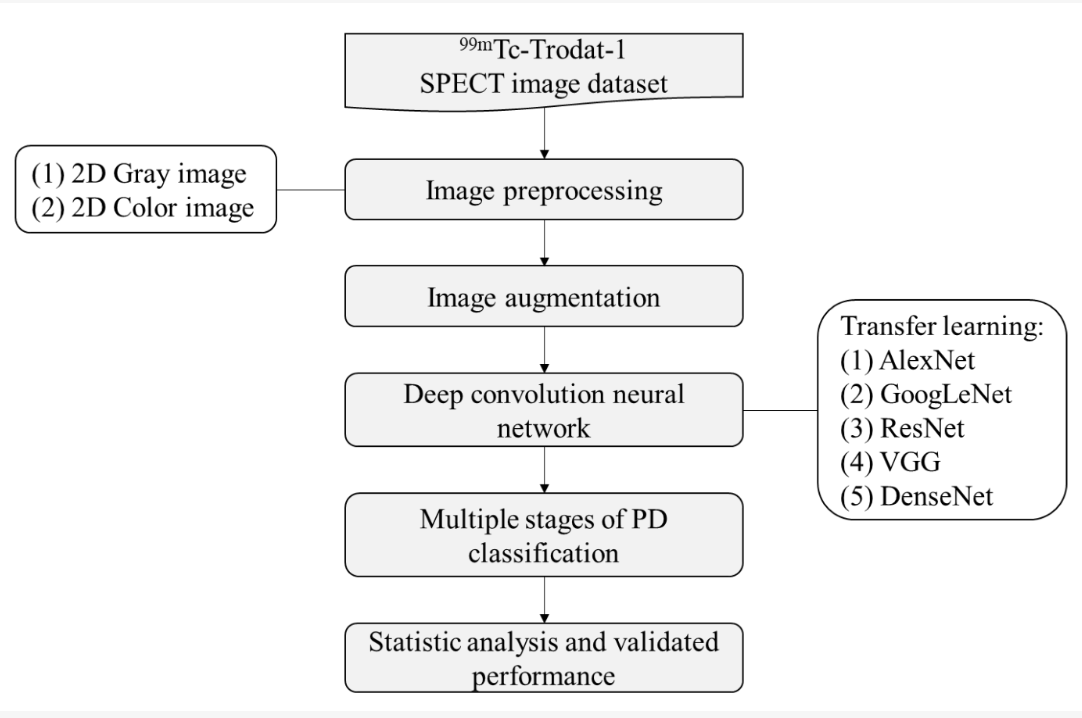 99mTc-Trodat-1
SPECT image dataset
(1) 2D Gray image
(2) 2D Color image
Image preprocessing
Image augmentation
Deep convolution neural
network
Transfer learning:
(1) AlexNet
(2) GoogLeNet
(3) ResNet
(4) VGG
(5) DenseNet
Multiple stages of PD
classification
Statistic analysis and validated
performance